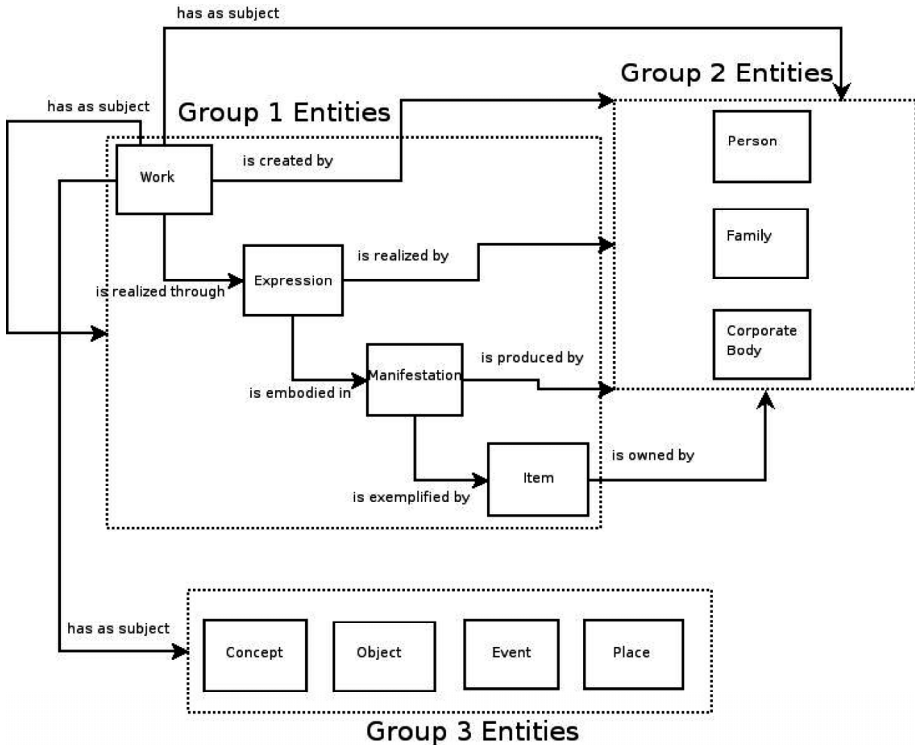 has as subject
Group 2 Entities
has as subject
Group 1 Entities
Person
is created by
Work
Family
is realized by
Expression
is realized through
Corporate
Body
is produced by
Manifestation
is embodied in
is owned by
Item
is exemplified by
has as subject
Concept
Object
Event
Place
Group 3 Entities